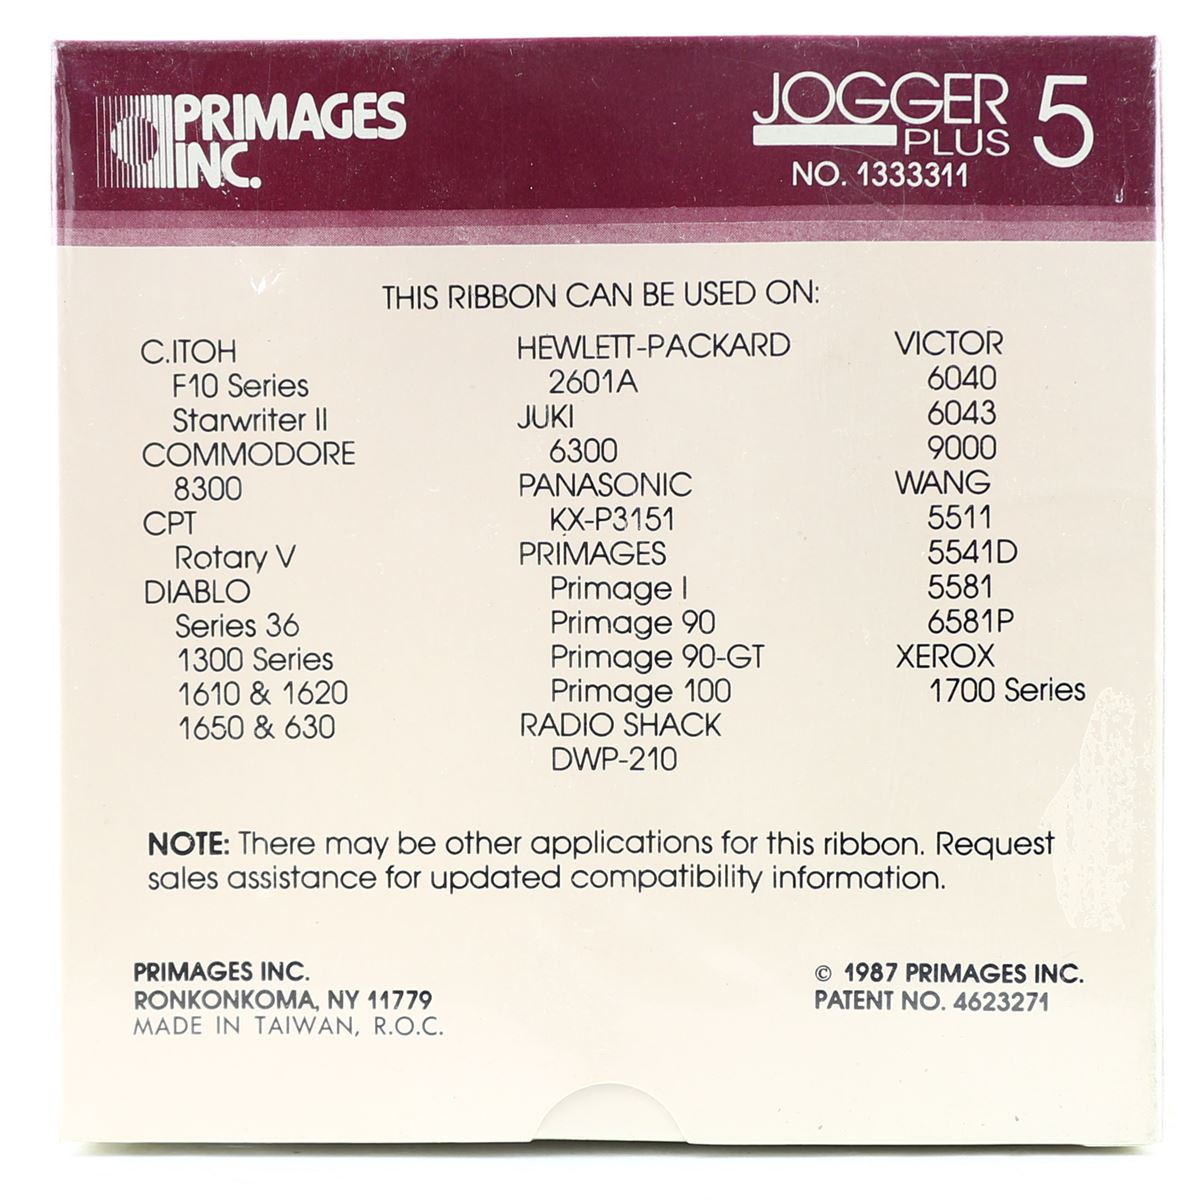 PRIMAGES
INC.
JOGGER
PLUS
5
NO. 1333311
THIS RIBBON CAN BE USED ON:
C.ITOH
F10 Series
Starwriter II
COMMODORE
8300
CPT
Rotary V
DIABLO
Series 36
1300 Series
1610 & 1620
1650 & 630
HEWLETT-PACKARD
2601A
JUKI
6300
PANASONIC
KX-P3151
PRIMAGES
Primage I
Primage 90
Primage 90-GT
Primage 100
RADIO SHACK
DWP-210
VICTOR
6040
6043
9000
WANG
5511
5541D
5581
6581P
XEROX
1700 Series
NOTE: There may be other applications for this ribbon. Request
sales assistance for updated compatibility information.
PRIMAGES INC.
RONKONKOMA, NY 11779
MADE IN TAIWAN, R.O.C.
© 1987 PRIMAGES INC.
PATENT NO. 4623271